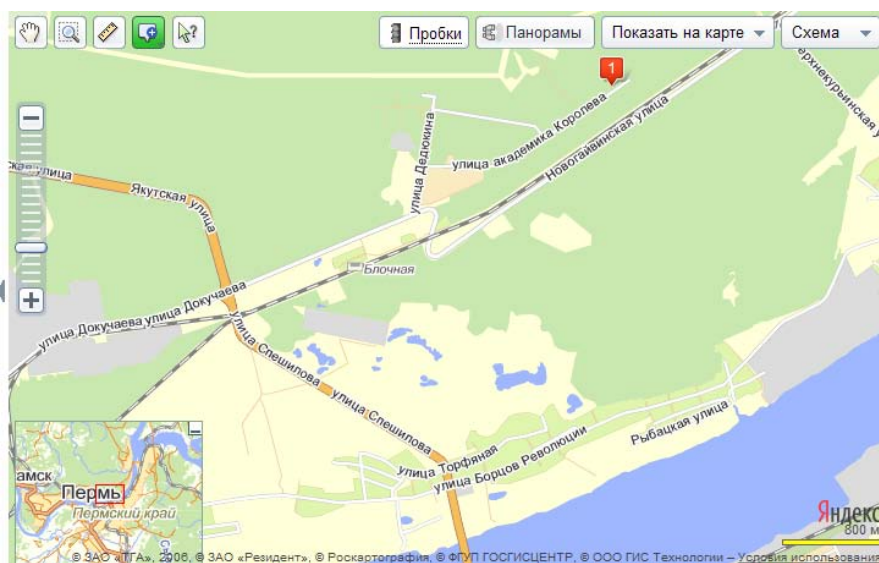 Пробки
Панорамы
Показать на карте
Схема
1
улица академика Королева
Новогайвинская улица
улица Дедюкина
ская улица
Якутская улица
Блочная
улица Докучаева
улица Докучаева
улица Спешилова
улица Спешилова
улица Торфяная
улица Борцов Революции
Рыбацкая улица
амск
Пермь
Пермский край
Яндекс
800 м
© ЗАО «ТГА», 2006, © ЗАО «Резидент», © Роскартография, © ФГУП ГОСГИСЦЕНТР, © ООО ГИС Технологии – Условия использования